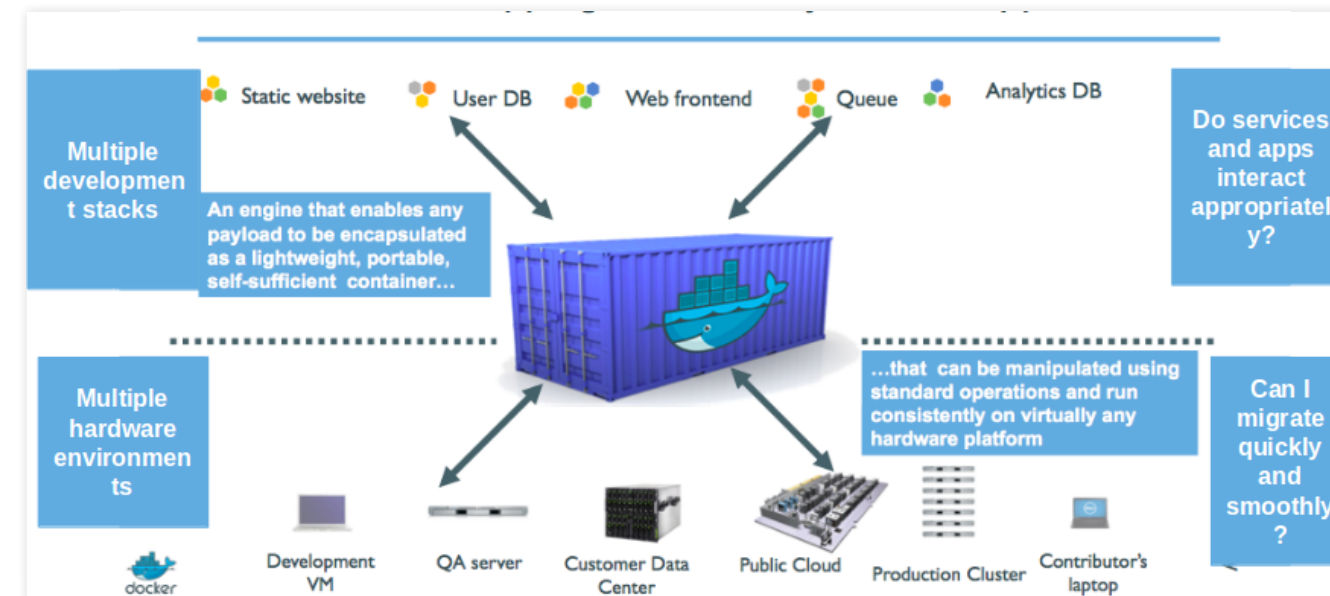 Static website
User DB
Web frontend
Queue
Analytics DB
Multiple
developmen
t stacks
Do services
and apps
interact
appropriatel
y?
An engine that enables any
payload to be encapsulated
as a lightweight, portable,
self-sufficient container...
...that can be manipulated using
standard operations and run
consistently on virtually any
hardware platform
Multiple
hardware
environmen
ts
Can I
migrate
quickly
and
smoothly
?
docker
Development
VM
QA server
Customer Data
Center
Public Cloud
Production Cluster
Contributor's
laptop